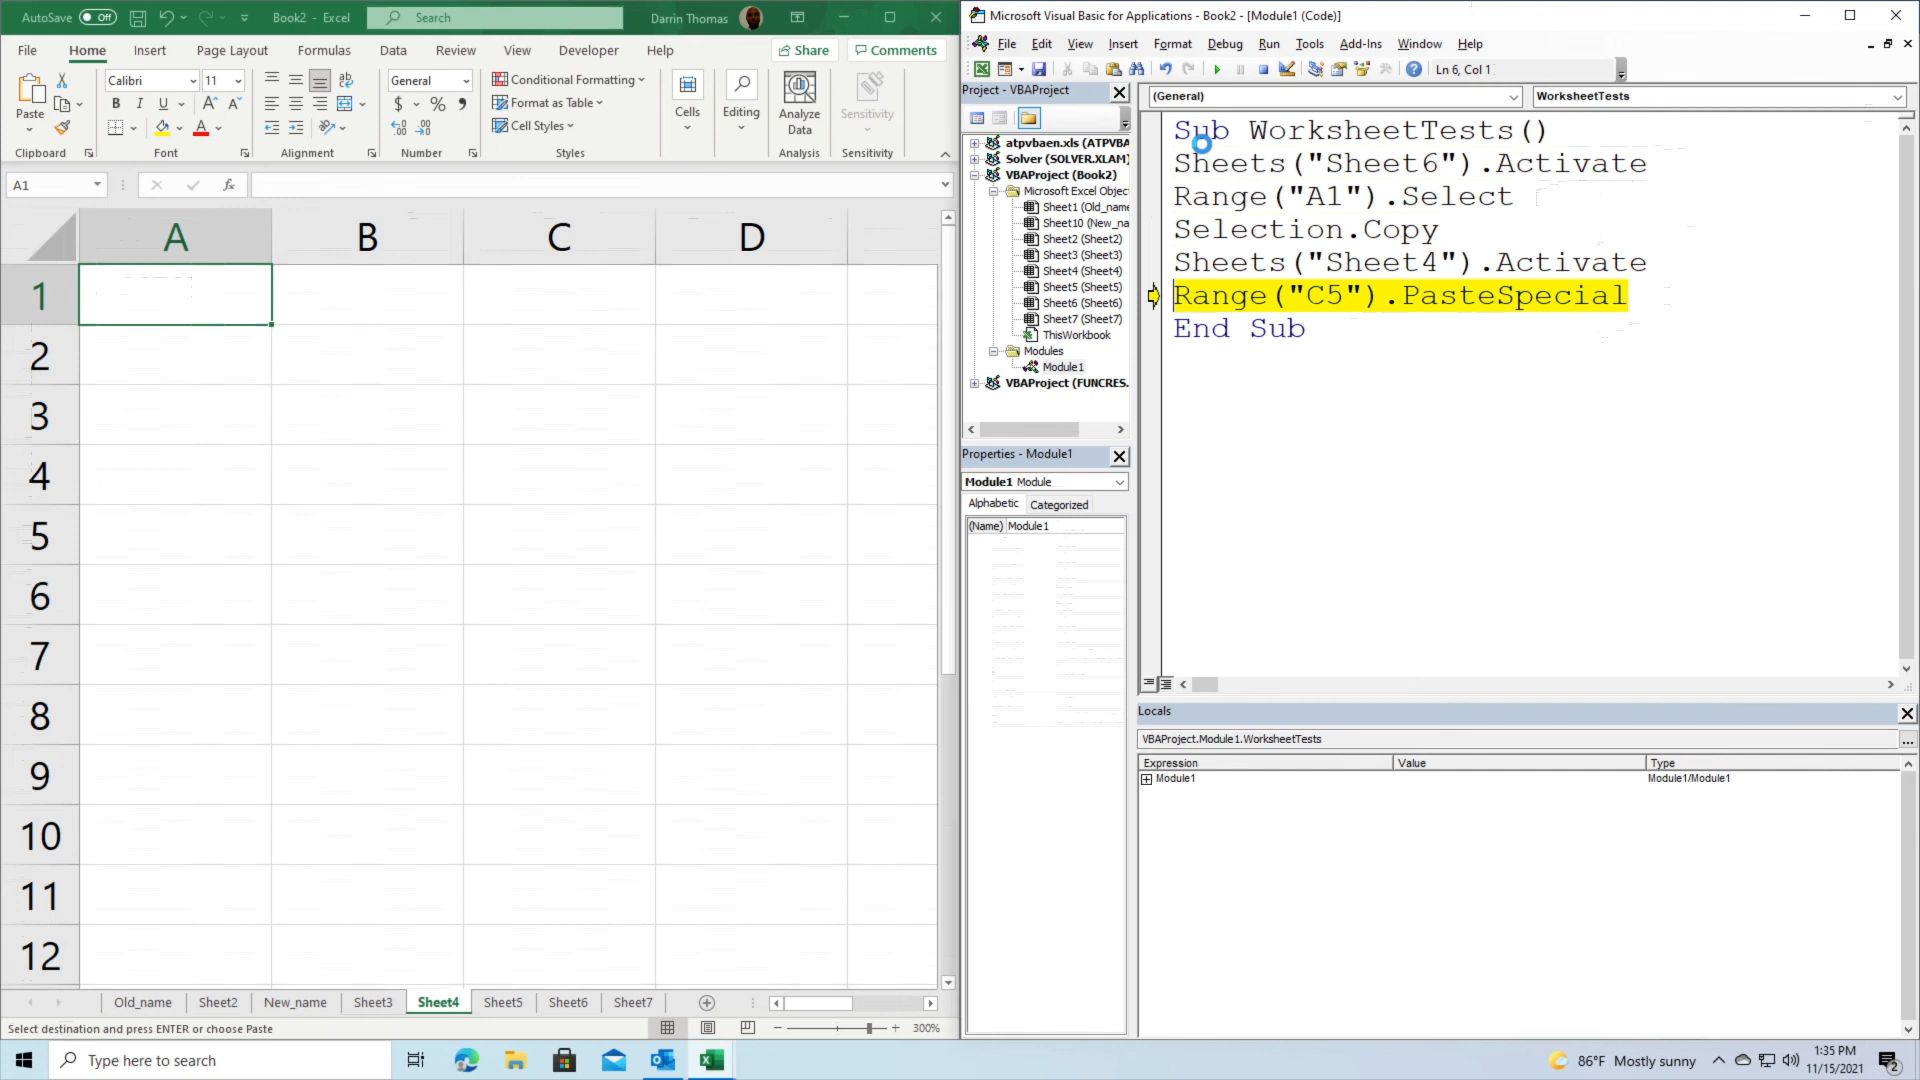 AutoSave Off Book2 - Excel Search Darrin Thomas
File Home Insert Page Layout Formulas Data Review View Developer Help Share Comments
Paste Calibri 11 General Conditional Formatting Format as Table Cell Styles Cells Editing Analyze Data Sensitivity
Clipboard Font Alignment Number Styles Analysis Sensitivity
A1 fx
A B C D
1
2
3
4
5
6
7
8
9
10
11
12
Old_name Sheet2 New_name Sheet3 Sheet4 Sheet5 Sheet6 Sheet7
Select destination and press ENTER or choose Paste 300%
Microsoft Visual Basic for Applications - Book2 - [Module1 (Code)]
File Edit View Insert Format Debug Run Tools Add-Ins Window Help
Ln 6, Col 1
Project - VBAProject
atpvbaen.xls (ATPVBA
Solver (SOLVER.XLAM)
VBAProject (Book2)
Microsoft Excel Objec
Sheet1 (Old_name
Sheet10 (New_na
Sheet2 (Sheet2)
Sheet3 (Sheet3)
Sheet4 (Sheet4)
Sheet5 (Sheet5)
Sheet6 (Sheet6)
Sheet7 (Sheet7)
ThisWorkbook
Modules
Module1
VBAProject (FUNCRES.
Properties - Module1
Module1 Module
Alphabetic Categorized
(Name) Module1
(General) WorksheetTests
Sub WorksheetTests()
Sheets("Sheet6").Activate
Range("A1").Select
Selection.Copy
Sheets("Sheet4").Activate
Range("C5").PasteSpecial
End Sub
Locals
VBAProject.Module1.WorksheetTests
Expression Value Type
Module1 Module1/Module1
Type here to search 86°F Mostly sunny 1:35 PM
11/15/2021 2